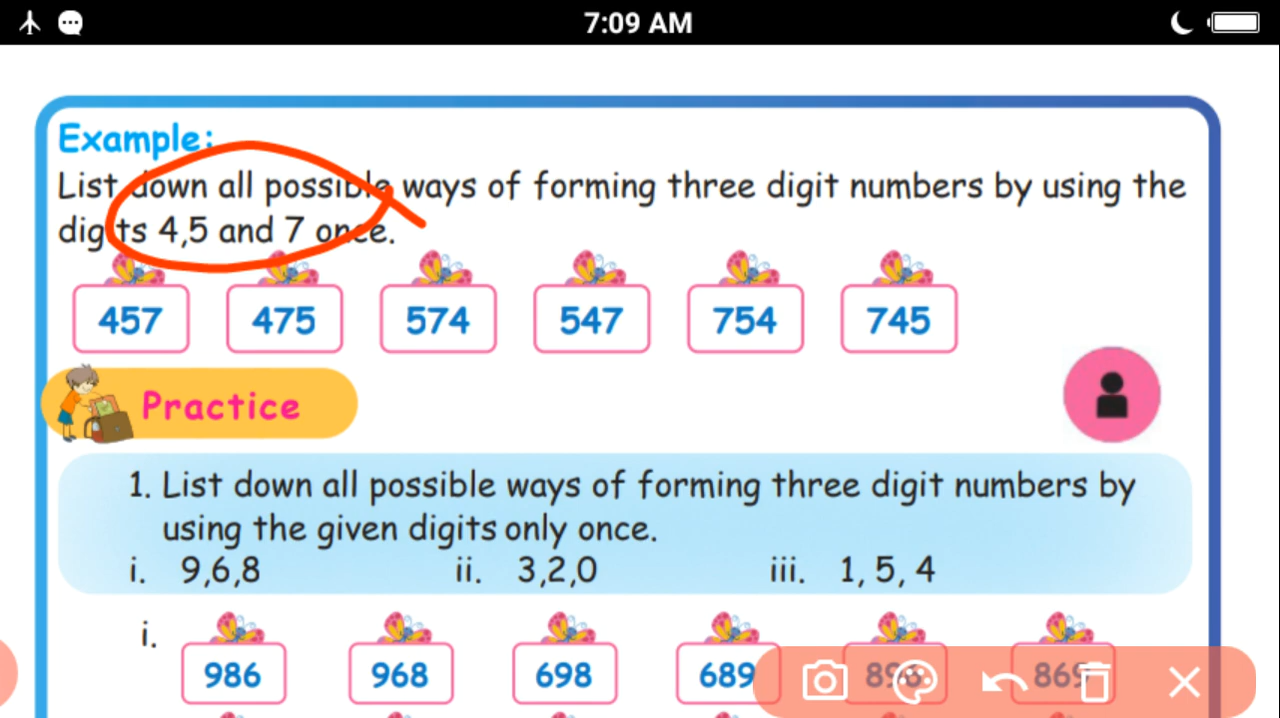 7:09 AM
Example:
List down all possible ways of forming three digit numbers by using the
digits 4,5 and 7 once.
457 475 574 547 754 745
Practice
1. List down all possible ways of forming three digit numbers by
using the given digits only once.
i. 9,6,8 ii. 3,2,0 iii. 1, 5, 4
i.
986 968 698 689 896 869